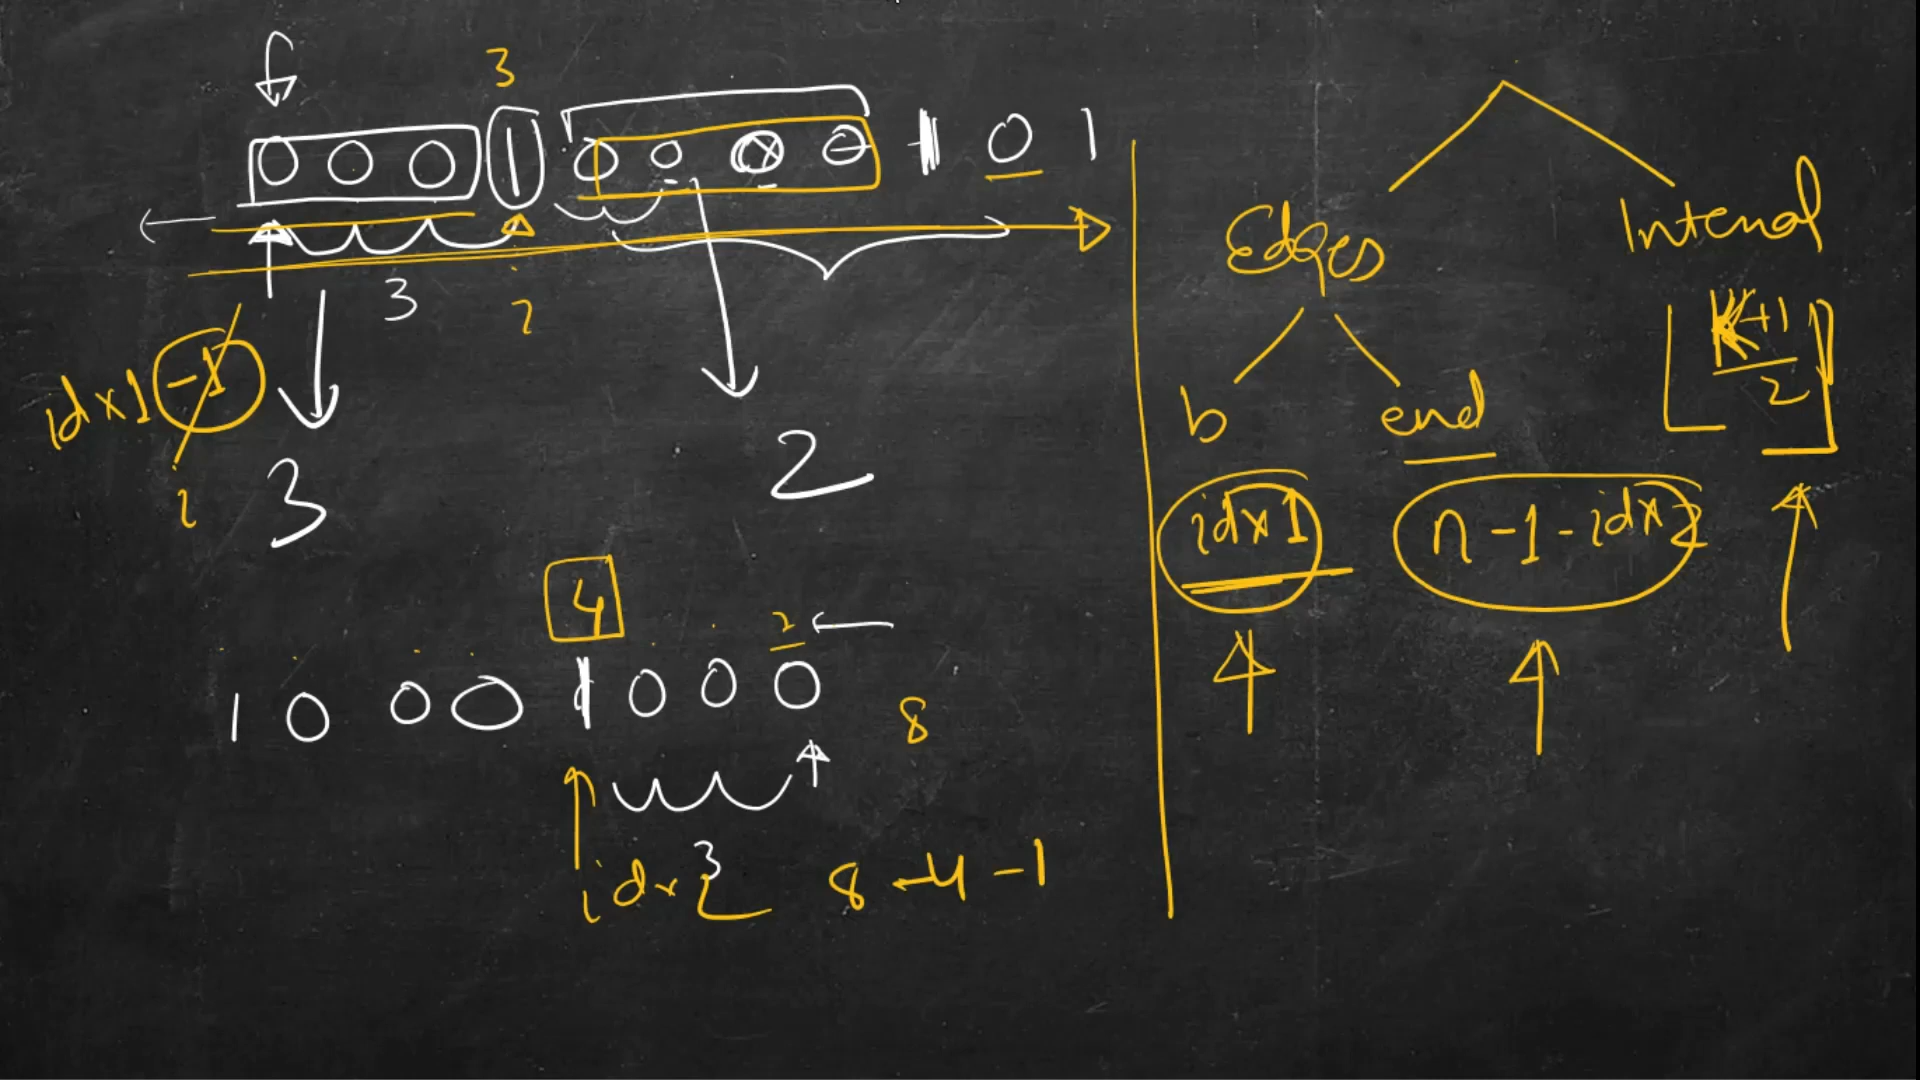 3
0 0 0 1 0 0 0 0 1 0 1
3
idx1 -1
3
2
Edges
Internal
b
end
K+1
2
idx1
n-1-idx2
4
2
1 0 0 0 1 0 0 0
8
3
idx2
8-4-1